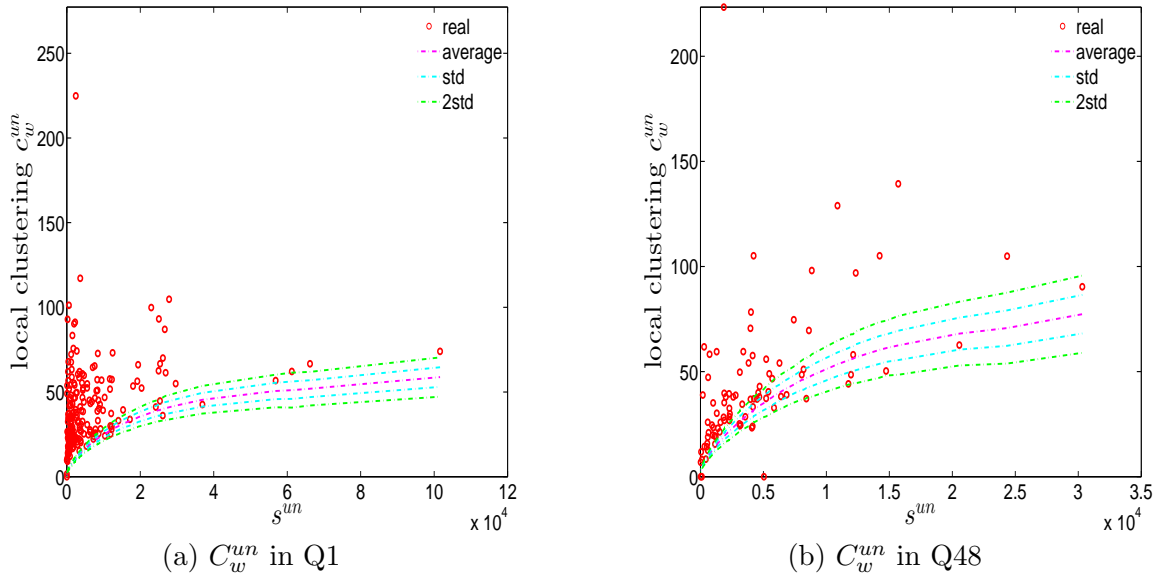 250
200
150
100
50
0
local clustering c_w^{un}
real
average
std
2std
0 2 4 6 8 10 12
x 10^4
s^{un}
(a) C_w^{un} in Q1
200
150
100
50
0
local clustering c_w^{un}
real
average
std
2std
0 0.5 1 1.5 2 2.5 3 3.5
x 10^4
s^{un}
(b) C_w^{un} in Q48